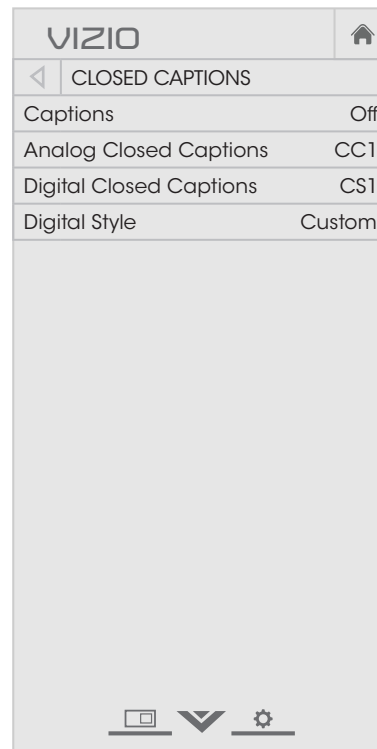 VIZIO
CLOSED CAPTIONS
Captions Off
Analog Closed Captions CC1
Digital Closed Captions CS1
Digital Style Custom